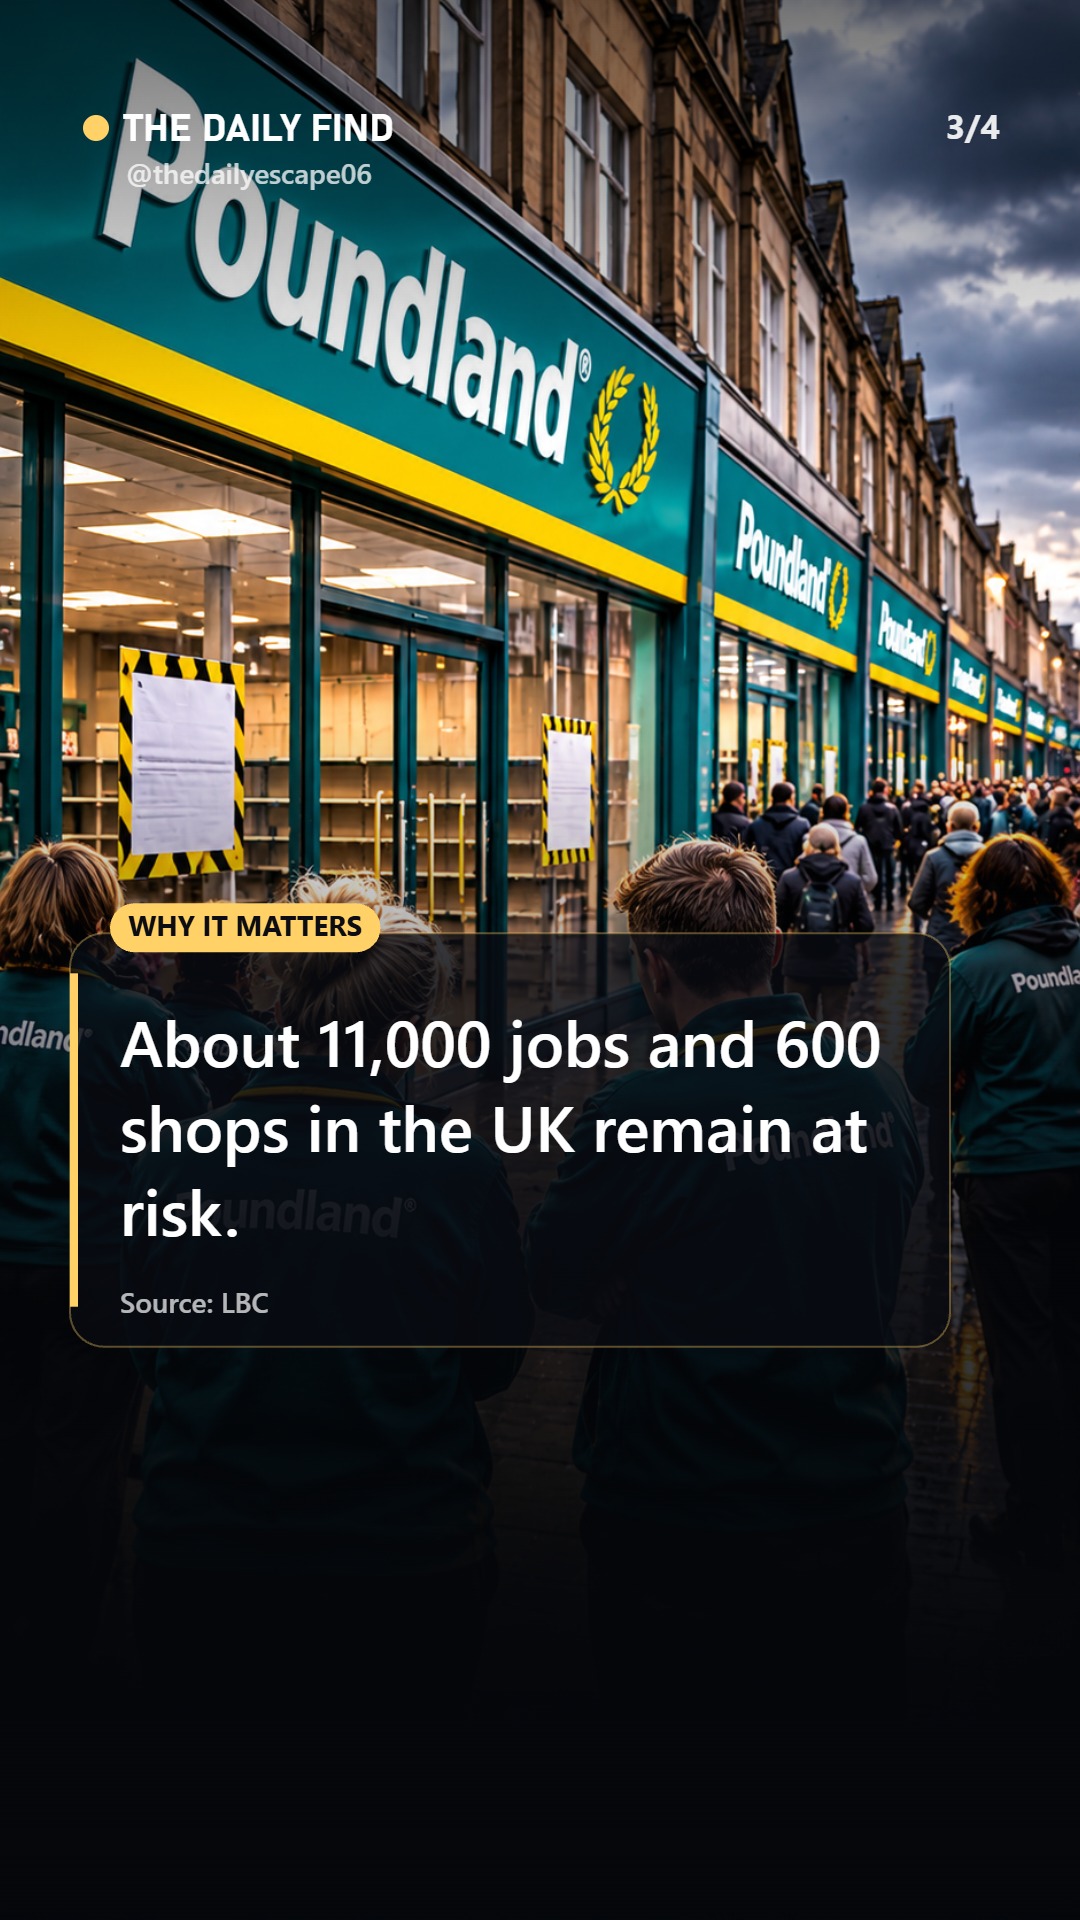 THE DAILY FIND
3/4
@thedailyescape06
Poundland®
Poundland
Poundland
Poundland
WHY IT MATTERS
About 11,000 jobs and 600
shops in the UK remain at
risk.
Source: LBC